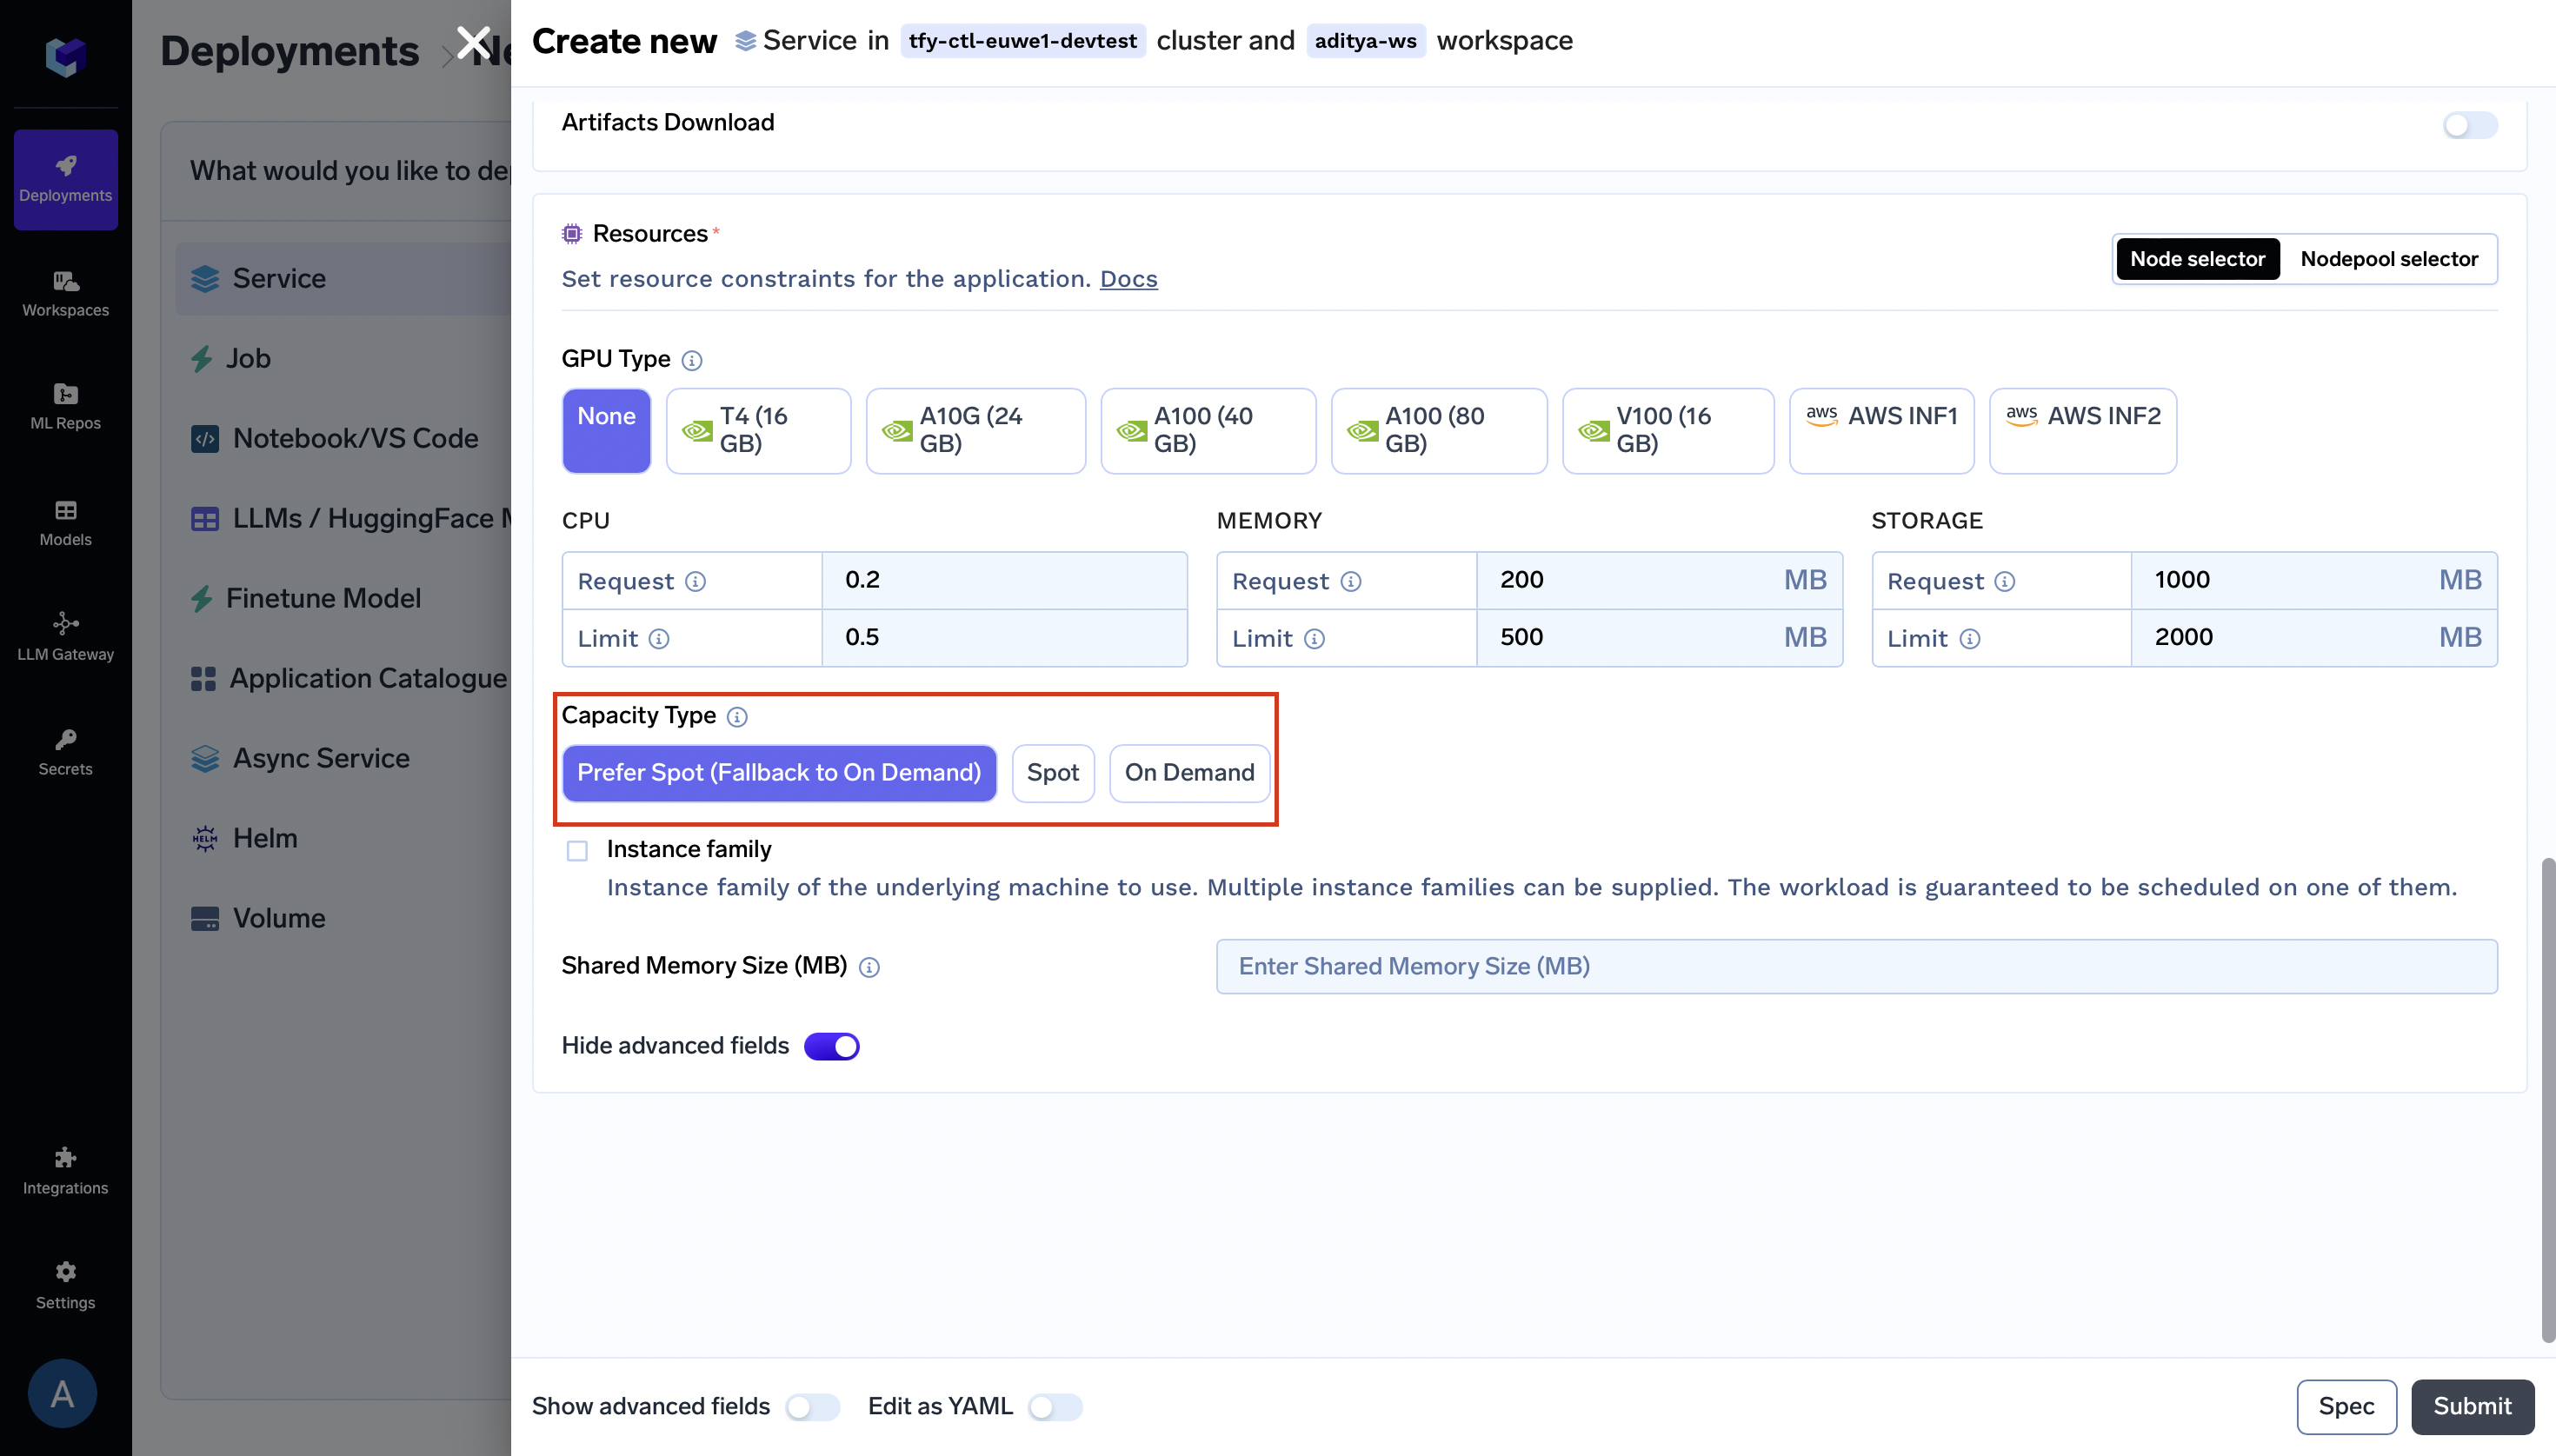 Deployments
Ne
Create new Service in tfy-ctl-euwe1-devtest cluster and aditya-ws workspace
Deployments
Workspaces
ML Repos
Models
LLM Gateway
Secrets
Integrations
Settings
A
What would you like to dep
Service
Job
Notebook/VS Code
LLMs / HuggingFace M
Finetune Model
Application Catalogue
Async Service
HELM Helm
Volume
Artifacts Download
Resources*
Set resource constraints for the application. Docs
Node selector Nodepool selector
GPU Type
None
T4 (16
GB)
A10G (24
GB)
A100 (40
GB)
A100 (80
GB)
V100 (16
GB)
aws AWS INF1
aws AWS INF2
CPU
Request 0.2
Limit 0.5
MEMORY
Request 200 MB
Limit 500 MB
STORAGE
Request 1000 MB
Limit 2000 MB
Capacity Type
Prefer Spot (Fallback to On Demand) Spot On Demand
Instance family
Instance family of the underlying machine to use. Multiple instance families can be supplied. The workload is guaranteed to be scheduled on one of them.
Shared Memory Size (MB) Enter Shared Memory Size (MB)
Hide advanced fields
Show advanced fields Edit as YAML
Spec Submit